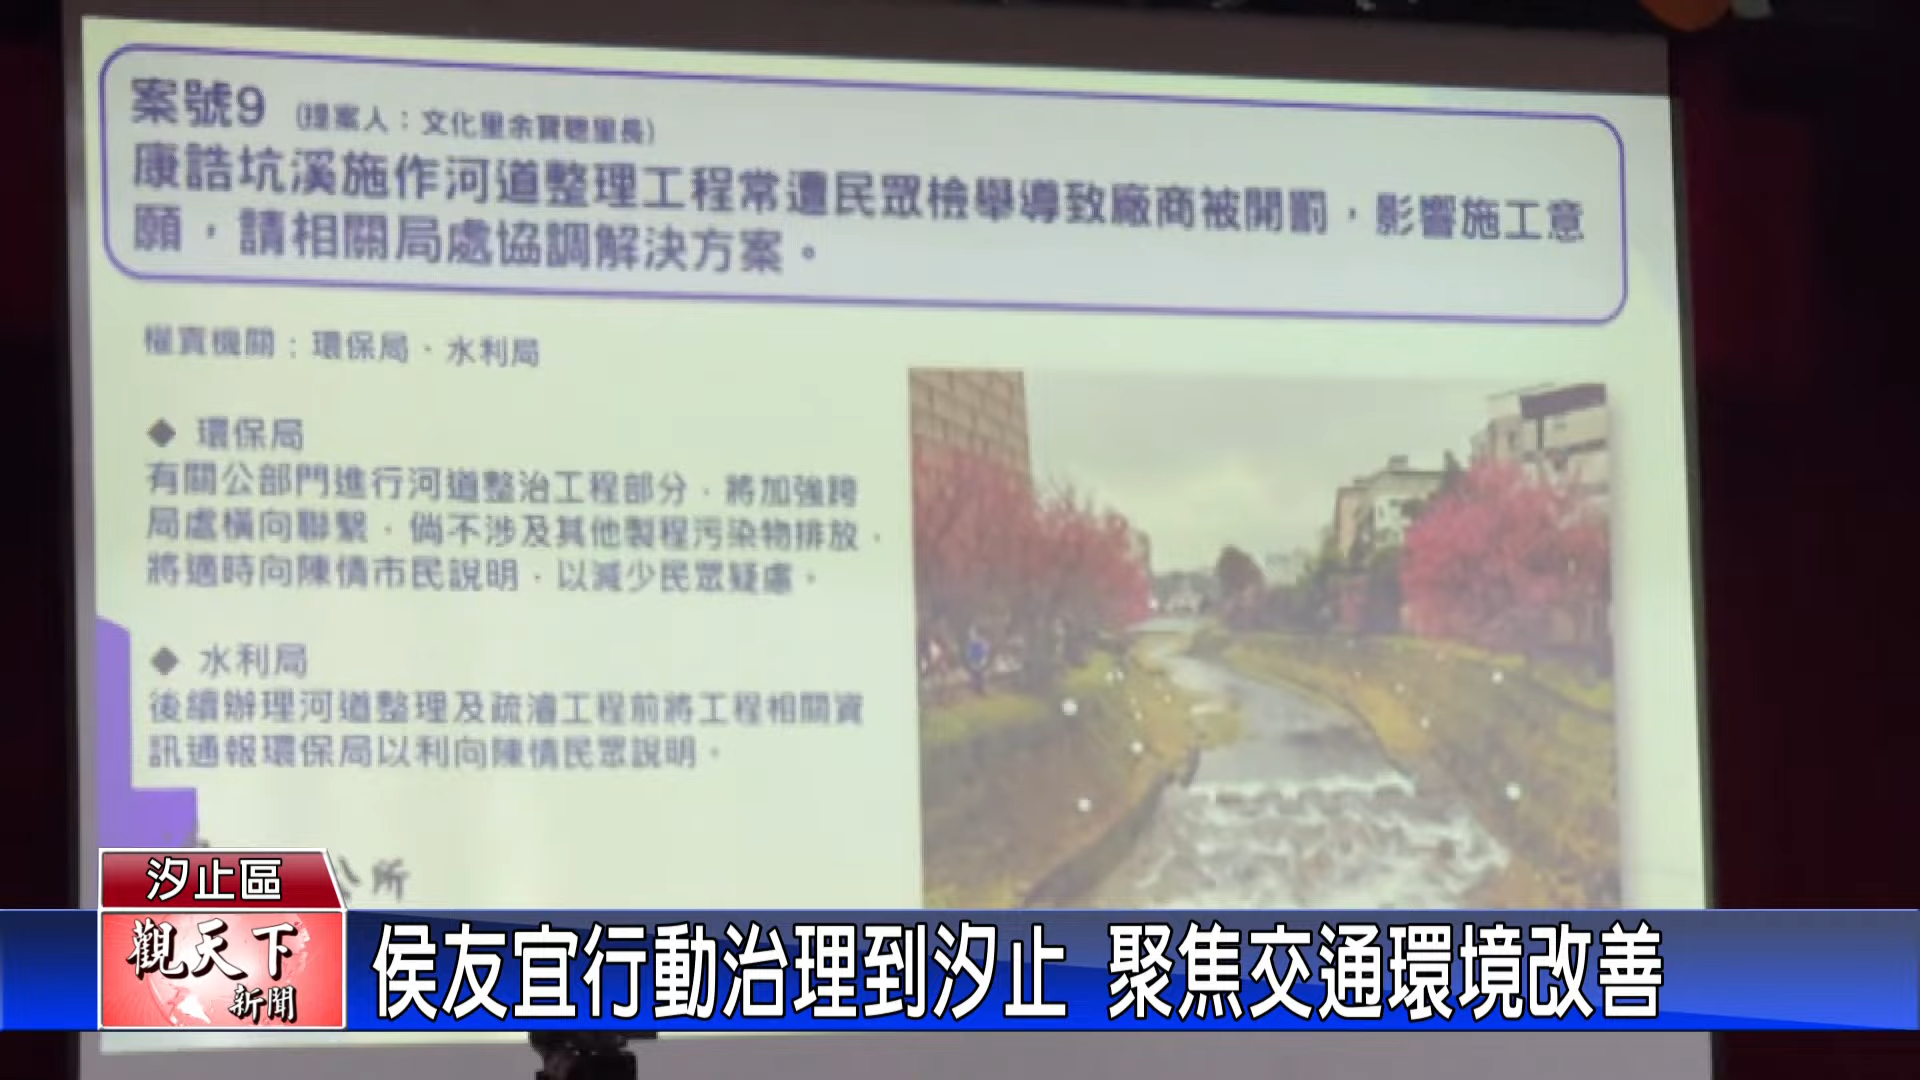 案號9 (提案人：文化里余寶聰里長)
康誥坑溪施作河道整理工程常遭民眾檢舉導致廠商被開罰，影響施工意
願，請相關局處協調解決方案。
權責機關：環保局、水利局
◆ 環保局
有關公部門進行河道整治工程部分，將加強跨
局處橫向聯繫，倘不涉及其他製程污染物排放，
將適時向陳情市民說明，以減少民眾疑慮。
◆ 水利局
後續辦理河道整理及疏濬工程前將工程相關資
訊通報環保局以利向陳情民眾說明。
公所
汐止區
觀天下
新聞
侯友宜行動治理到汐止 聚焦交通環境改善